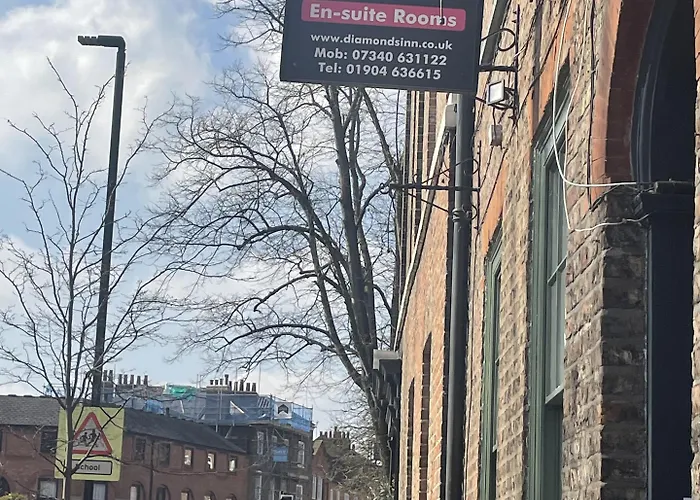 En-suite Rooms
www.diamondsinn.co.uk
Mob: 07340 631122
Tel: 01904 636615
School